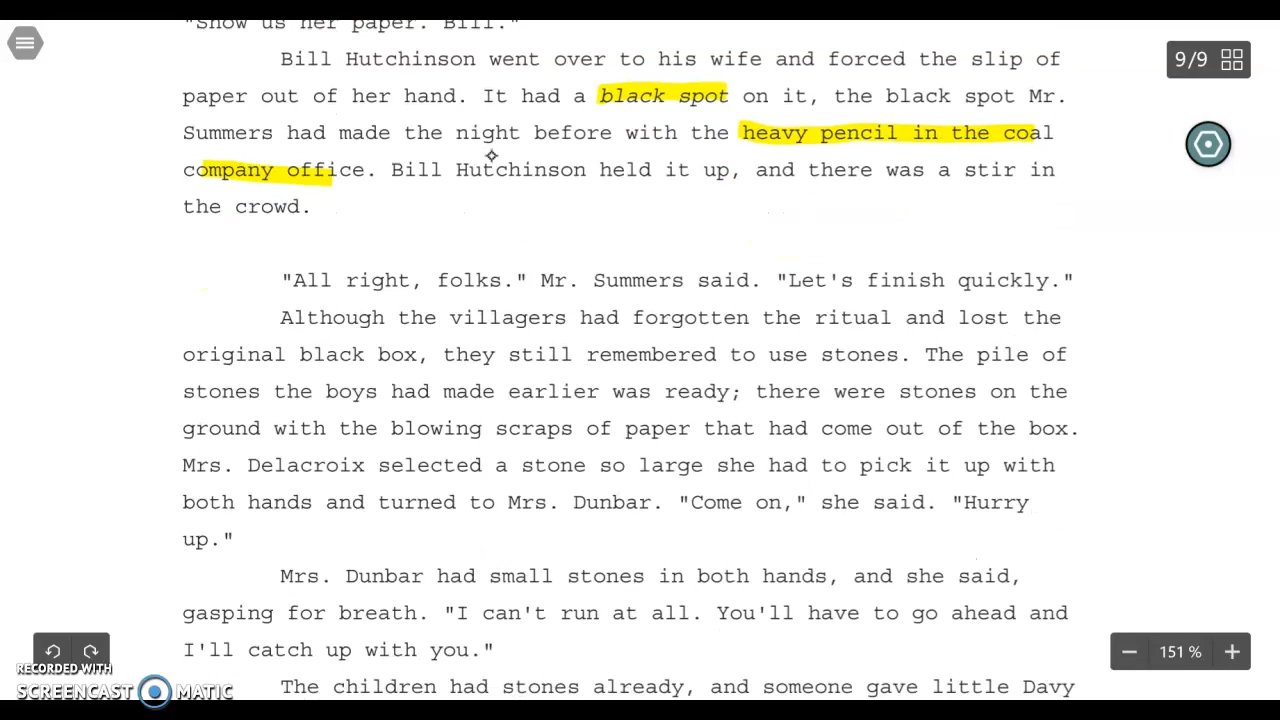 "Show us her paper. Bill."
Bill Hutchinson went over to his wife and forced the slip of
9/9
paper out of her hand. It had a black spot on it, the black spot Mr.
Summers had made the night before with the heavy pencil in the coal
company office. Bill Hutchinson held it up, and there was a stir in
the crowd.
"All right, folks." Mr. Summers said. "Let's finish quickly."
Although the villagers had forgotten the ritual and lost the
original black box, they still remembered to use stones. The pile of
stones the boys had made earlier was ready; there were stones on the
ground with the blowing scraps of paper that had come out of the box.
Mrs. Delacroix selected a stone so large she had to pick it up with
both hands and turned to Mrs. Dunbar. "Come on," she said. "Hurry
up."
Mrs. Dunbar had small stones in both hands, and she said,
gasping for breath. "I can't run at all. You'll have to go ahead and
I'll catch up with you."
151 %
The children had stones already, and someone gave little Davy
RECORDED WITH
SCREENCAST MATIC